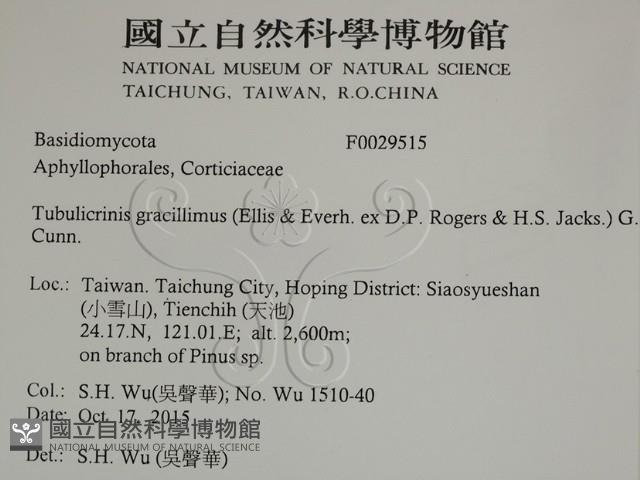 國立自然科學博物館
NATIONAL MUSEUM OF NATURAL SCIENCE
TAICHUNG, TAIWAN, R.O.CHINA
Basidiomycota F0029515
Aphyllophorales, Corticiaceae
Tubulicrinis gracillimus (Ellis & Everh. ex D.P. Rogers & H.S. Jacks.) G.
Cunn.
Loc.: Taiwan. Taichung City, Hoping District: Siaosyueshan
(小雪山), Tienchih (天池)
24.17.N, 121.01.E; alt. 2,600m;
on branch of Pinus sp.
Col.: S.H. Wu(吳聲華); No. Wu 1510-40
Date: Oct. 17, 2015
國立自然科學博物館
NATIONAL MUSEUM OF NATURAL SCIENCE
Det.: S.H. Wu (吳聲華)